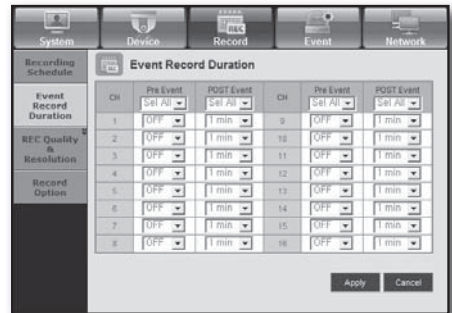 System Device Record Event Network
REC
Recording
Schedule
Event
Record
Duration
REC Quality
&
Resolution
Record
Option
Event Record Duration
CH Pre Event POST Event CH Pre Event POST Event
Sel All Sel All Sel All Sel All
1 OFF 1 min 9 OFF 1 min
2 OFF 1 min 10 OFF 1 min
3 OFF 1 min 11 OFF 1 min
4 OFF 1 min 12 OFF 1 min
5 OFF 1 min 13 OFF 1 min
6 OFF 1 min 14 OFF 1 min
7 OFF 1 min 15 OFF 1 min
8 OFF 1 min 16 OFF 1 min
Apply Cancel